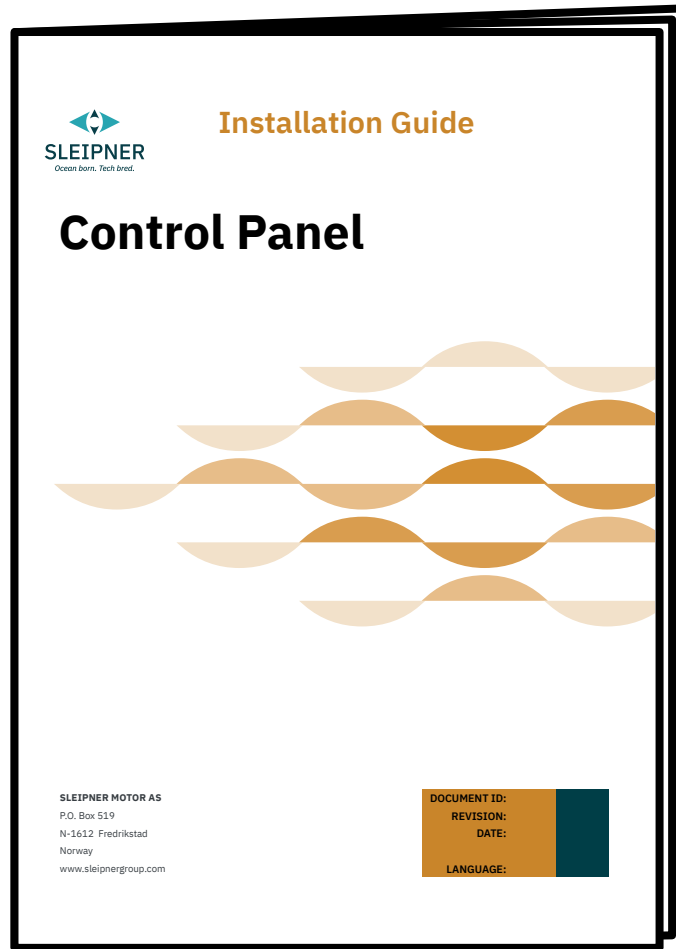 Installation Guide
SLEIPNER
Ocean born. Tech bred.
Control Panel
SLEIPNER MOTOR AS
P.O. Box 519
N-1612 Fredrikstad
Norway
www.sleipnergroup.com
DOCUMENT ID:
REVISION:
DATE:
LANGUAGE: